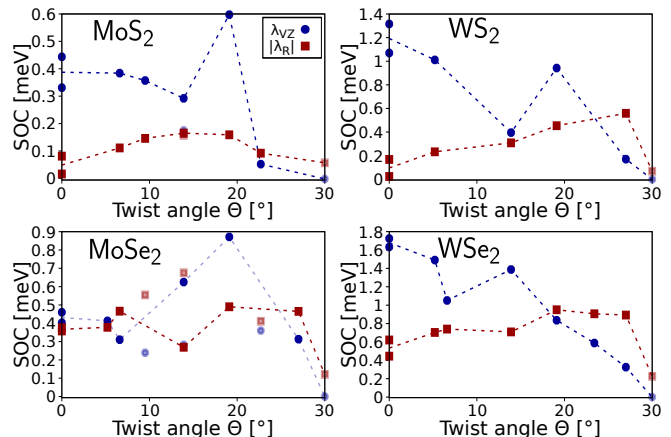 MoS2
λVZ
|λR|
SOC [meV]
0.6
0.5
0.4
0.3
0.2
0.1
0
0 10 20 30
Twist angle Θ [°]
WS2
SOC [meV]
1.4
1.2
1
0.8
0.6
0.4
0.2
0
0 10 20 30
Twist angle Θ [°]
MoSe2
SOC [meV]
0.9
0.8
0.7
0.6
0.5
0.4
0.3
0.2
0.1
0
0 10 20 30
Twist angle Θ [°]
WSe2
SOC [meV]
1.8
1.6
1.4
1.2
1
0.8
0.6
0.4
0.2
0
0 10 20 30
Twist angle Θ [°]